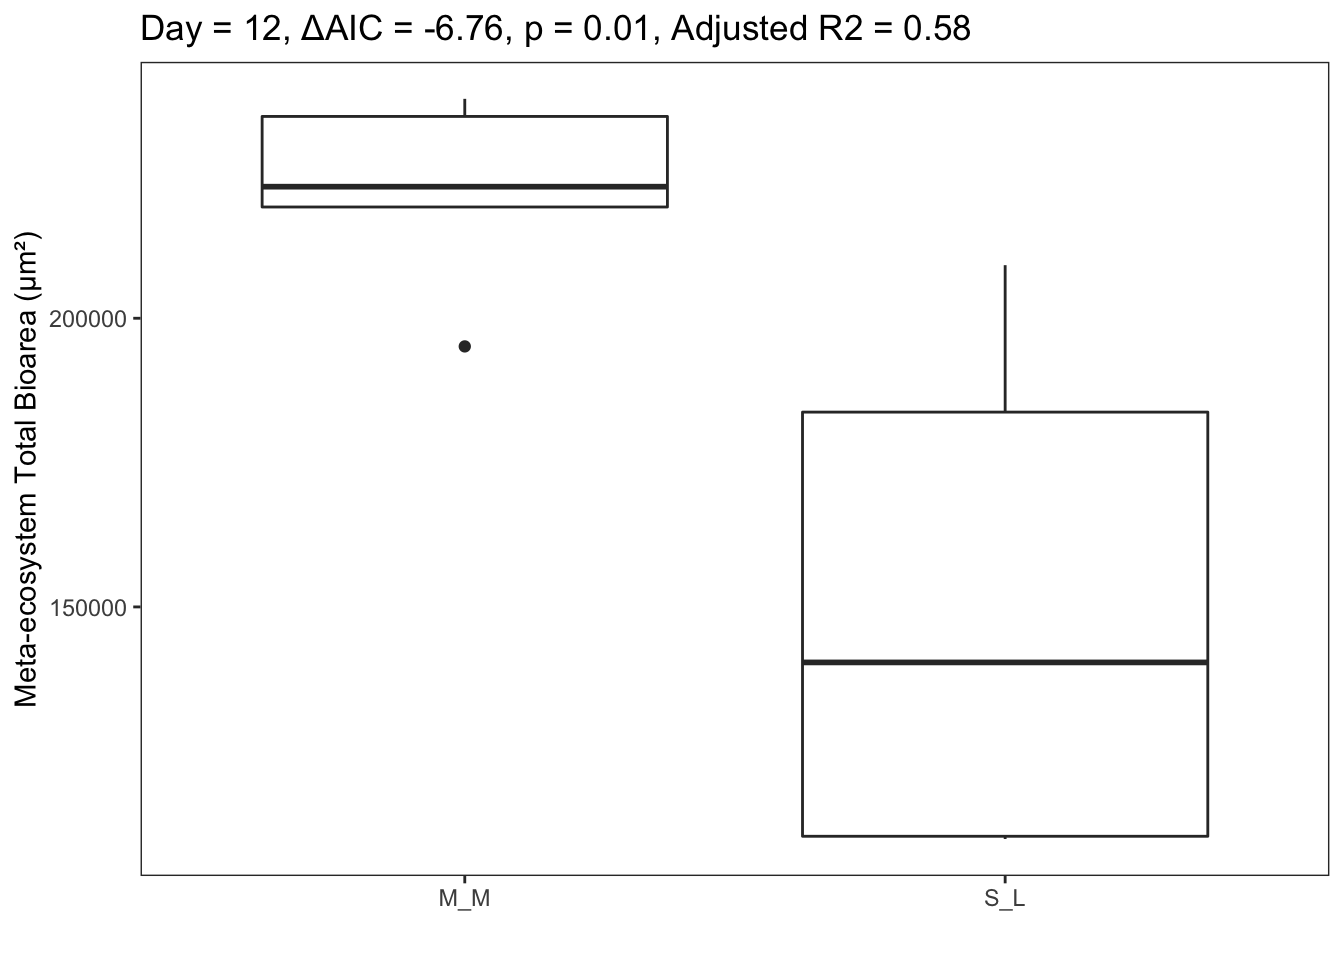 Day = 12, ΔAIC = -6.76, p = 0.01, Adjusted R2 = 0.58
Meta-ecosystem Total Bioarea (μm²)
200000
150000
M_M
S_L